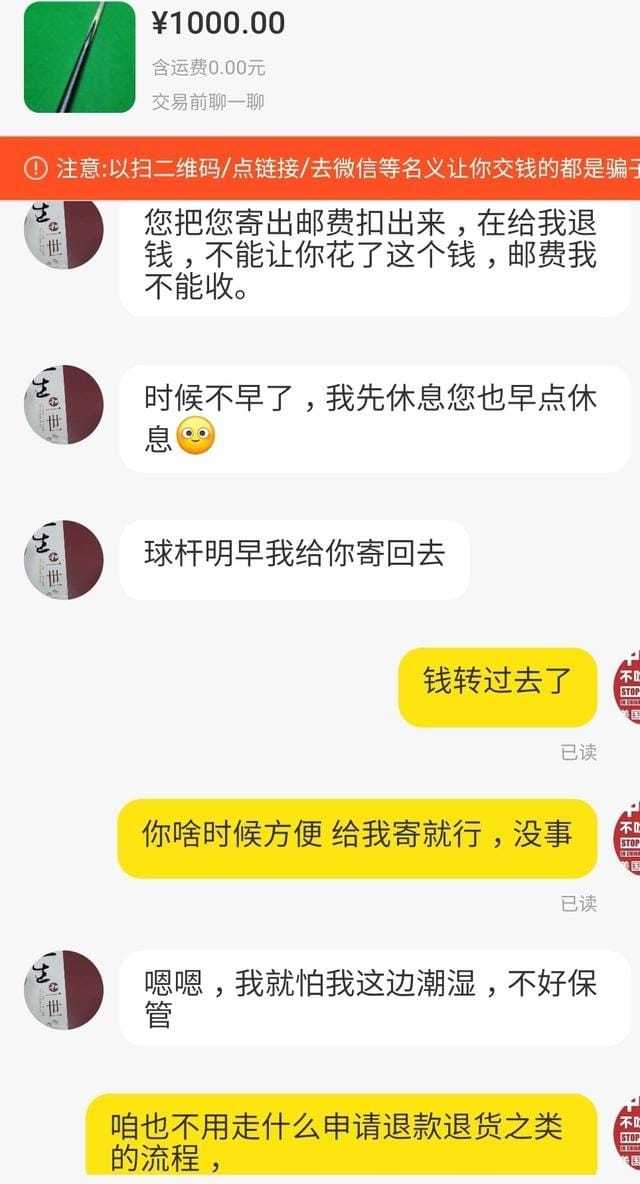 ¥1000.00
含运费0.00元
交易前聊一聊
注意:以扫二维码/点链接/去微信等名义让你交钱的都是骗子
您把您寄出邮费扣出来，在给我退
钱，不能让你花了这个钱，邮费我
不能收。
时候不早了，我先休息您也早点休
息
球杆明早我给你寄回去
钱转过去了
已读
你啥时候方便 给我寄就行，没事
已读
嗯嗯，我就怕我这边潮湿，不好保
管
咱也不用走什么申请退款退货之类
的流程，